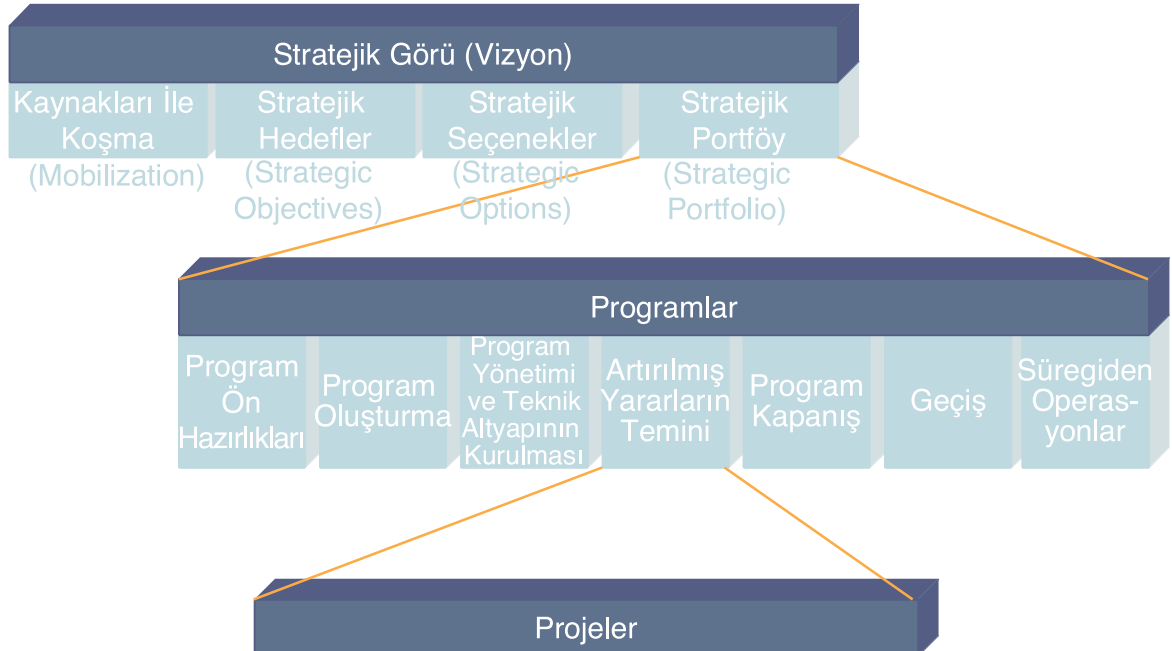 Stratejik Görü (Vizyon)
Kaynakları İle
Koşma
(Mobilization)
Stratejik
Hedefler
(Strategic
Objectives)
Stratejik
Seçenekler
(Strategic
Options)
Stratejik
Portföy
(Strategic
Portfolio)
Programlar
Program
Ön
Hazırlıkları
Program
Oluşturma
Program
Yönetimi
ve Teknik
Altyapının
Kurulması
Artırılmış
Yararların
Temini
Program
Kapanış
Geçiş
Süregiden
Operas-
yonlar
Projeler